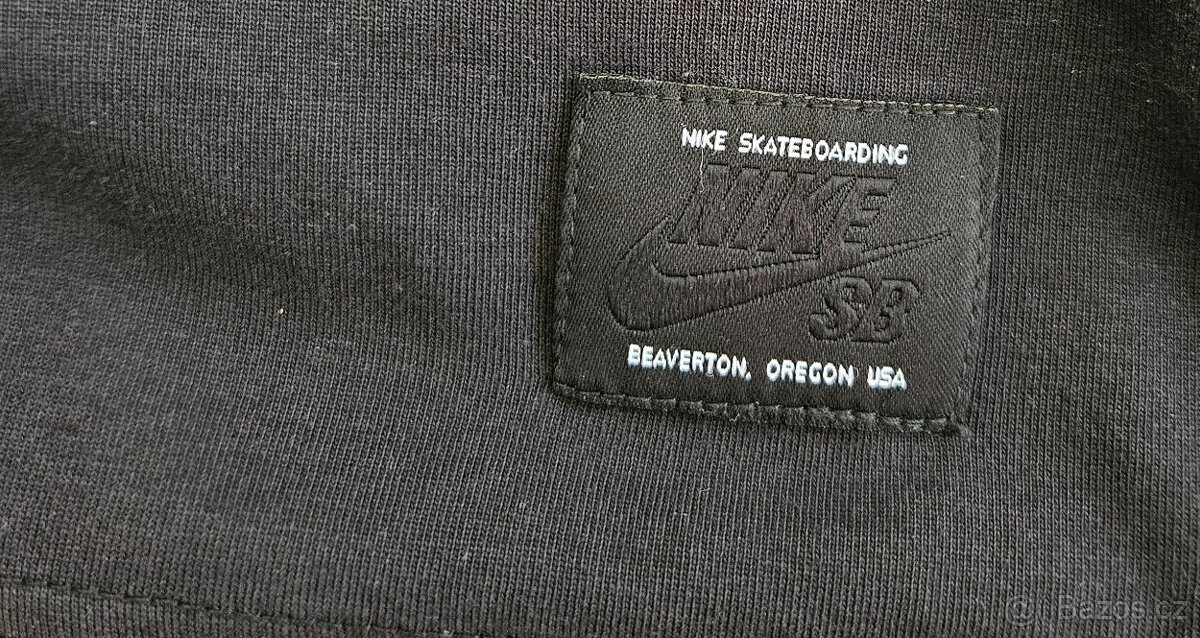 NIKE SKATEBOARDING
NIKE
SB
BEAVERTON, OREGON USA
Bazos.cz